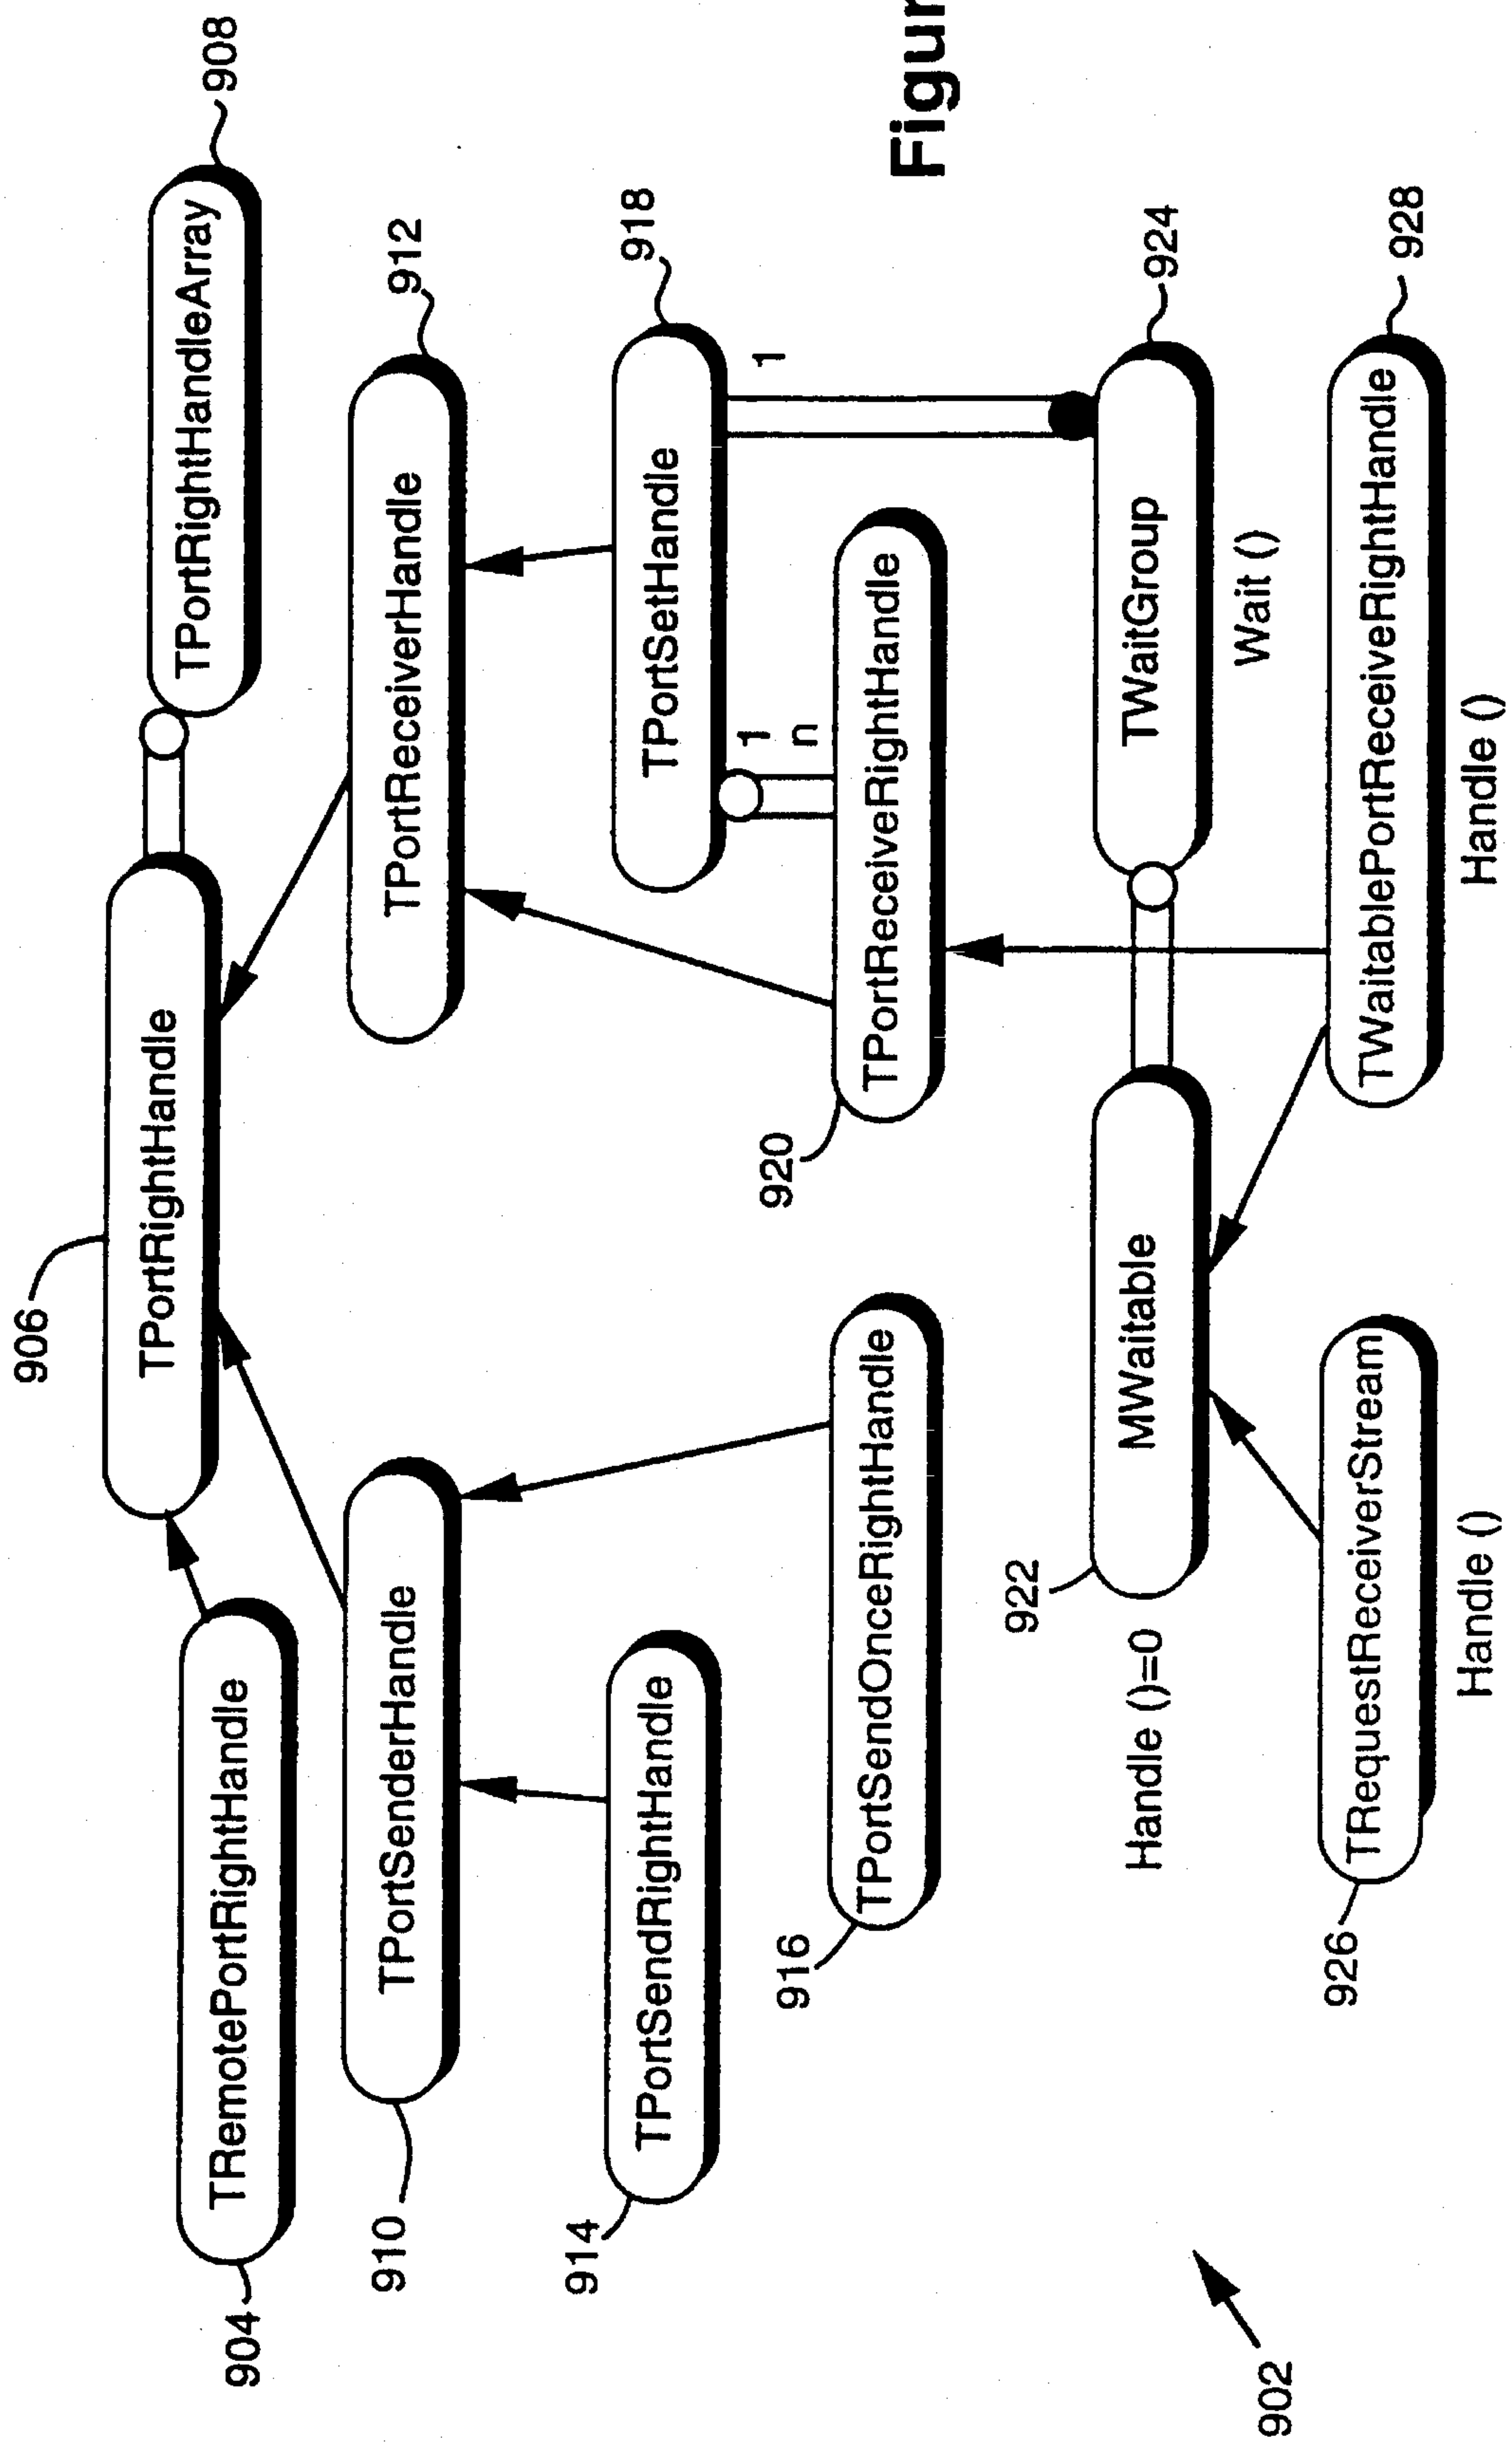 906
908
TPortRightHandle
TPortRightHandleArray
904
TRemotePortRightHandle
910
TPortSenderHandle
TPortReceiverHandle
912
914
TPortSendRightHandle
TPortSetHandle
918
1
1
n
916
TPortSendOnceRightHandle
920
TPortReceiveRightHandle
922
Handle ()=0
MWaitable
TWaitGroup
924
Wait ()
926
TRequestReceiverStream
Handle ()
TWaitablePortReceiveRightHandle
928
Handle ()
902
Figur